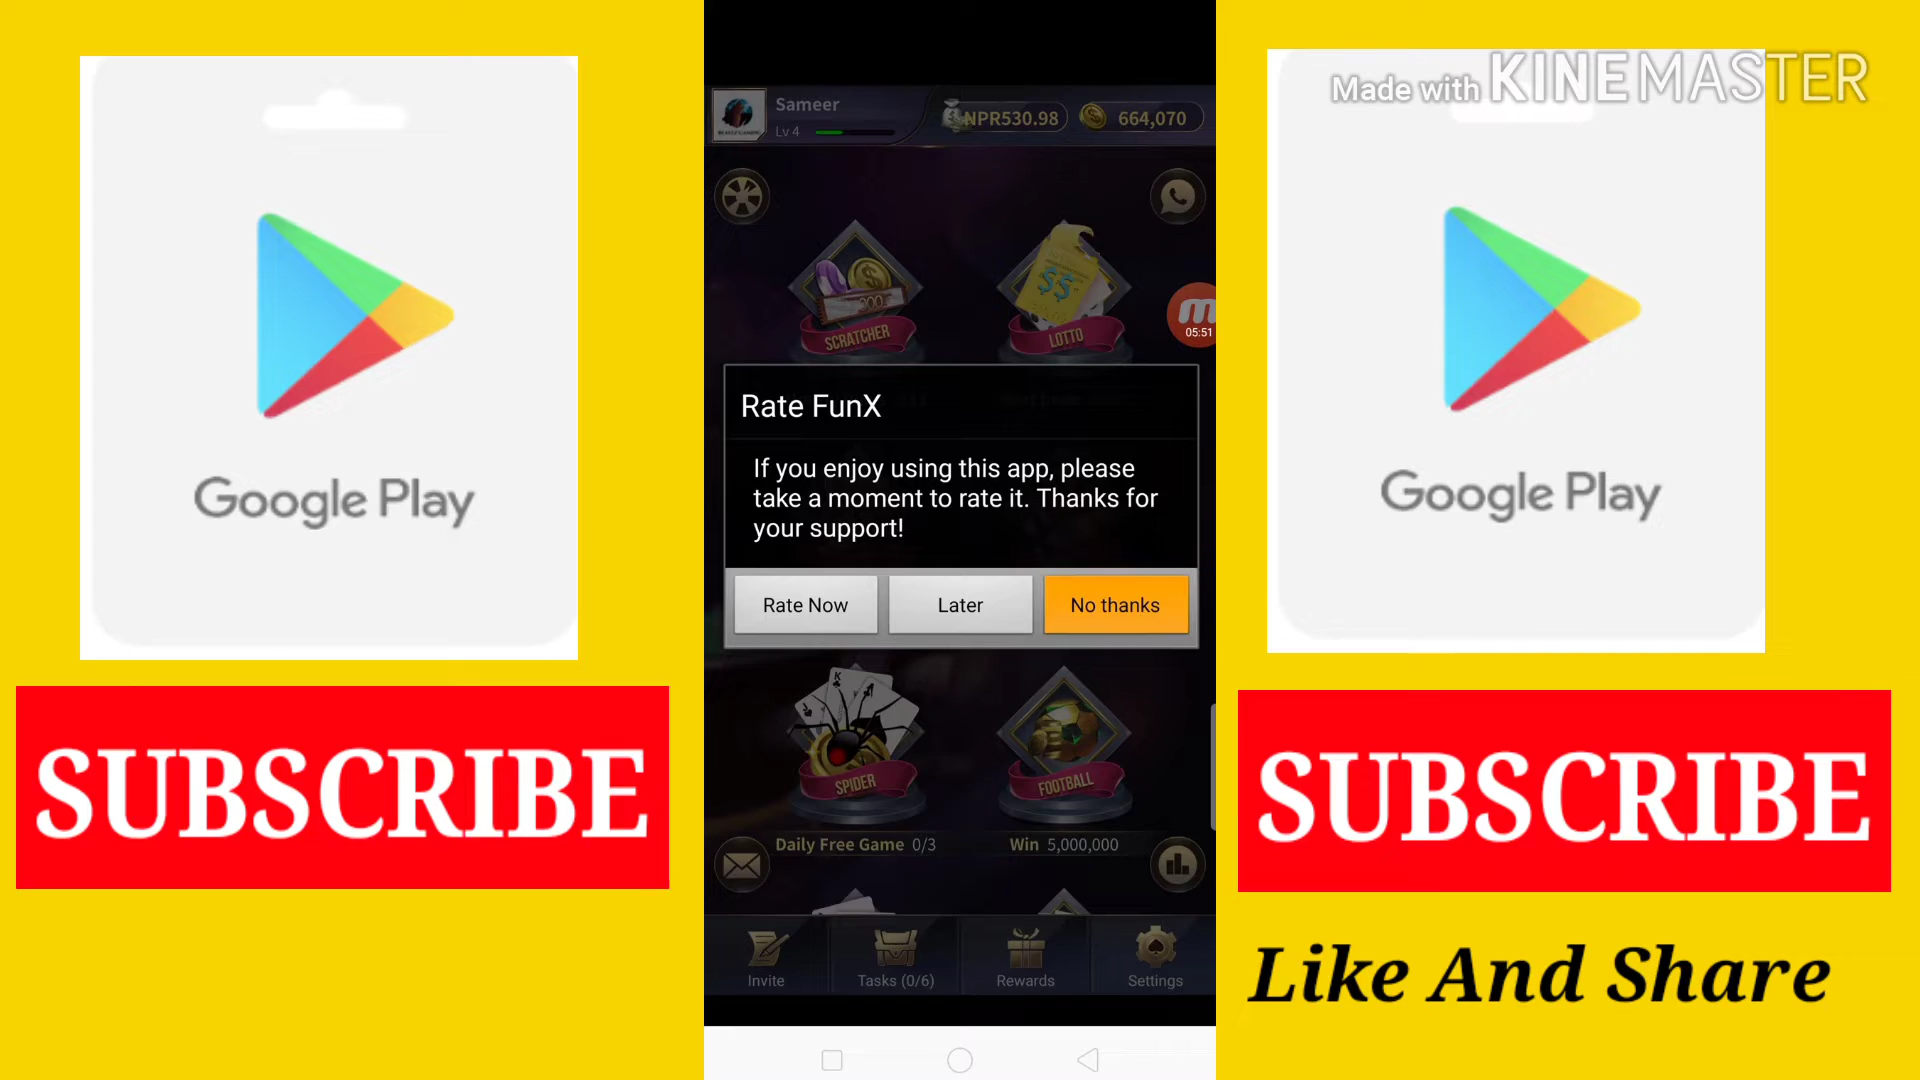 Google Play
SUBSCRIBE
Sameer
Lv 4
NPR530.98
664,070
300
SCRATCHER
$$
LOTTO
05:51
Rate FunX
If you enjoy using this app, please
take a moment to rate it. Thanks for
your support!
Rate Now
Later
No thanks
K
SPIDER
FOOTBALL
Daily Free Game 0/3
Win 5,000,000
Invite
Tasks (0/6)
Rewards
Settings
Made with KINEMASTER
Google Play
SUBSCRIBE
Like And Share